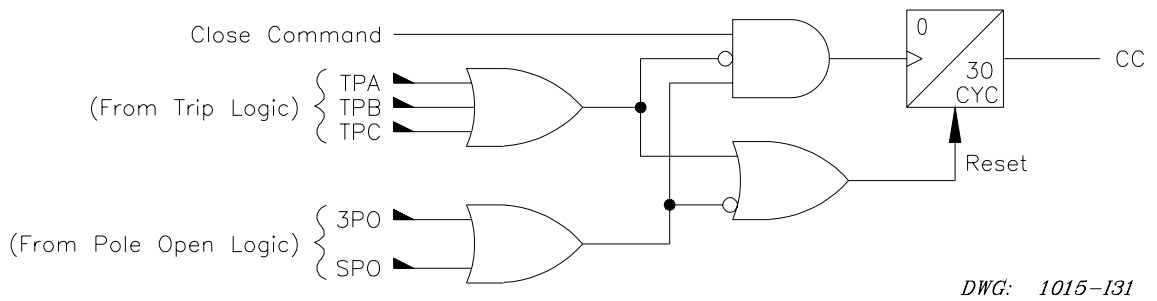 Close Command
(From Trip Logic)
TPA
TPB
TPC
(From Pole Open Logic)
3PO
SPO
0
30
CYC
CC
Reset
DWG: 1015-I31